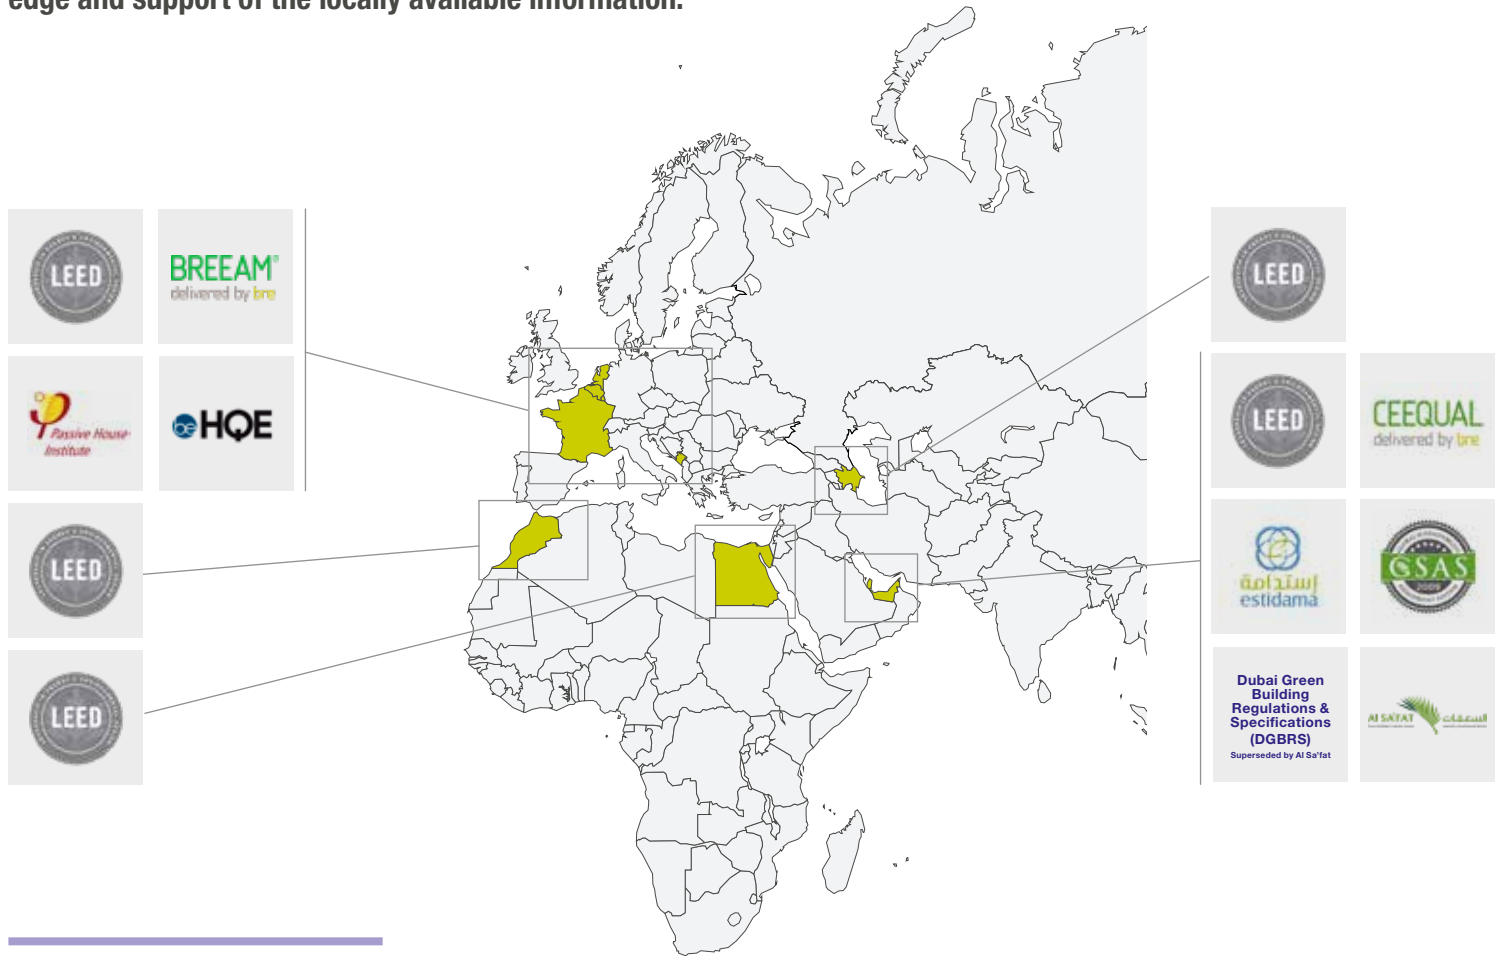 edge and support of the locally available information.
LEED
BREEAM®
delivered by bre
Passive House
Institute
be HQE
LEED
LEED
LEED
LEED
CEEQUAL
delivered by bre
إستدامة
estidama
GSAS
2009
Dubai Green
Building
Regulations &
Specifications
(DGBRS)
Superseded by Al Sa'fat
Al SA'FAT
السعفات